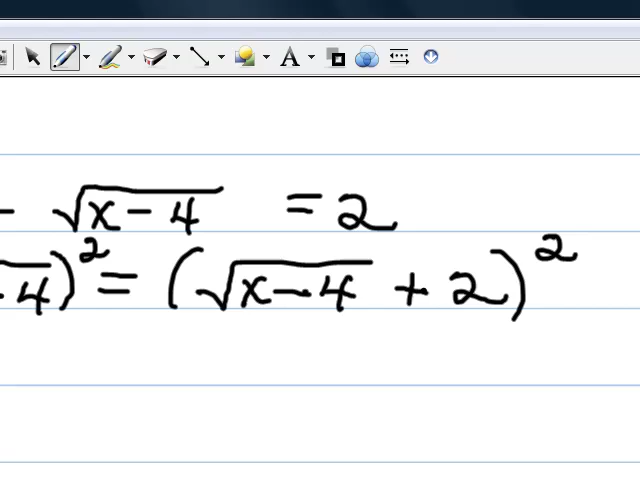 - √(x-4) = 2
4)² = (√(x-4) + 2)²